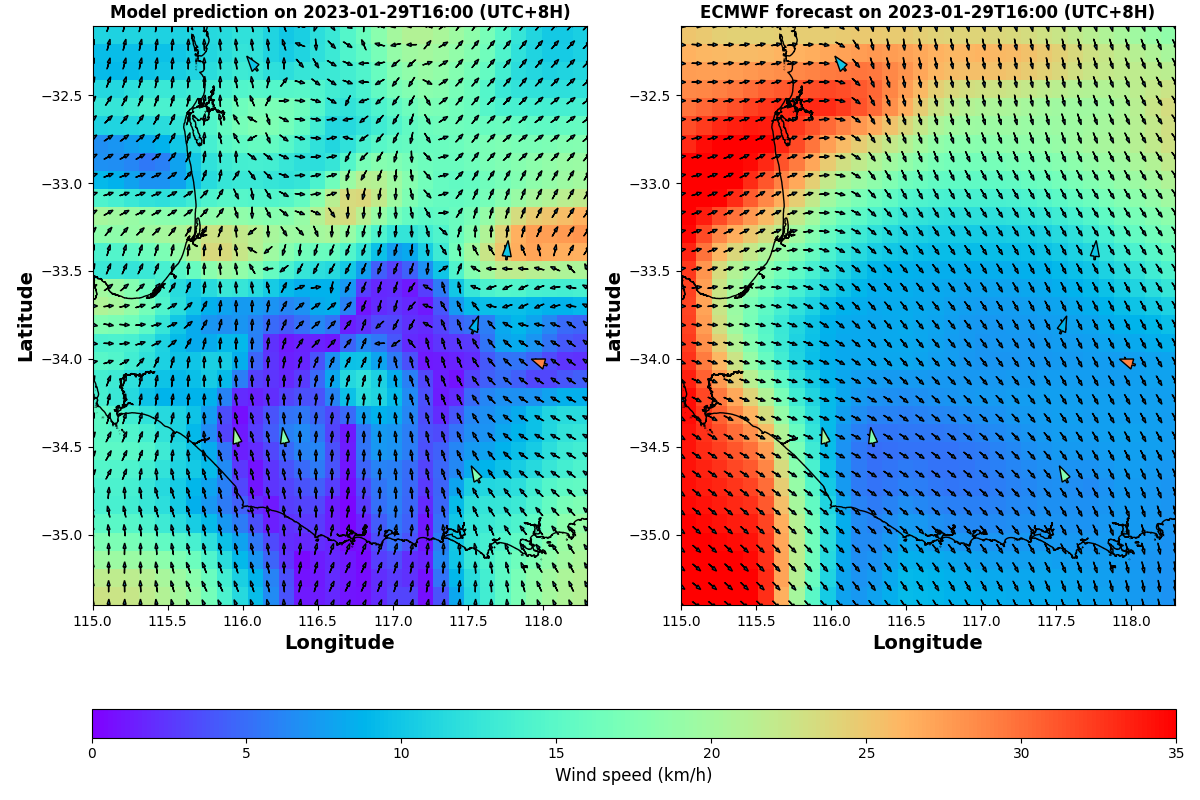 Model prediction on 2023-01-29T16:00 (UTC+8H)
ECMWF forecast on 2023-01-29T16:00 (UTC+8H)
−32.5
−33.0
−33.5
−34.0
−34.5
−35.0
Latitude
115.0 115.5 116.0 116.5 117.0 117.5 118.0
Longitude
−32.5
−33.0
−33.5
−34.0
−34.5
−35.0
Latitude
115.0 115.5 116.0 116.5 117.0 117.5 118.0
Longitude
0 5 10 15 20 25 30 35
Wind speed (km/h)